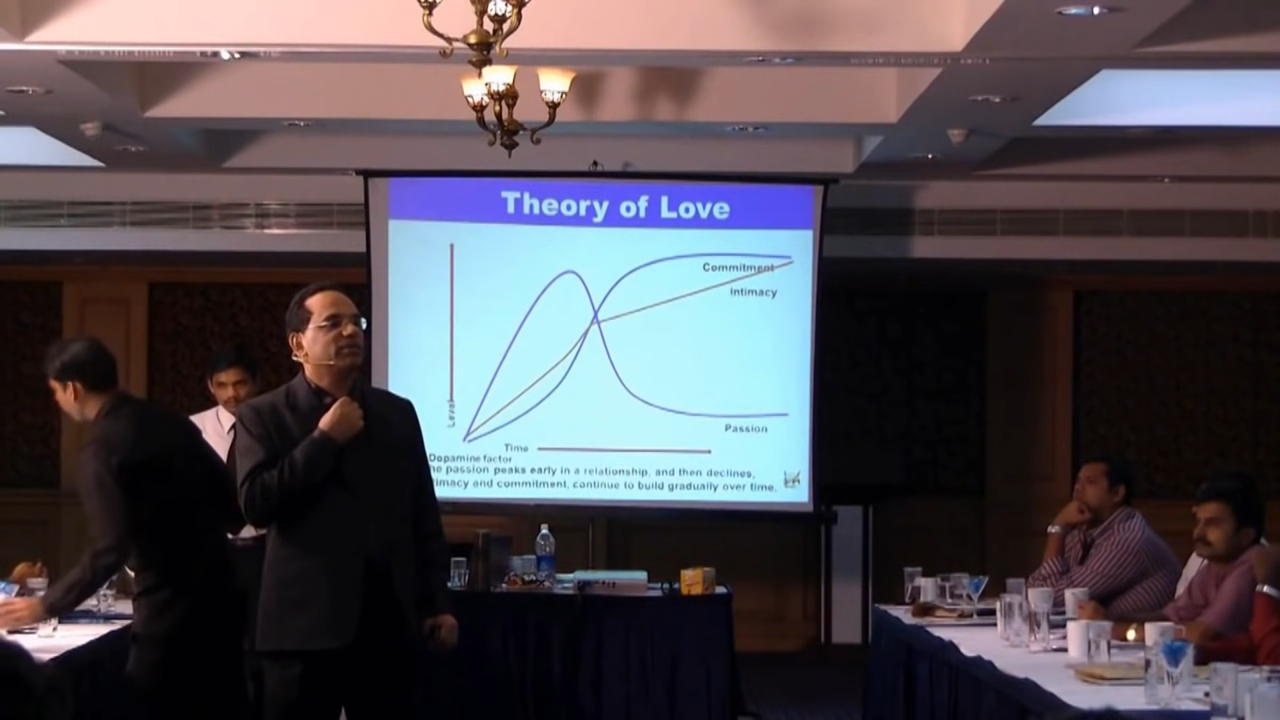 Theory of Love
Commitment
Intimacy
Level
Passion
Time
Dopamine factor
he passion peaks early in a relationship, and then declines,
imacy and commitment, continue to build gradually over time.